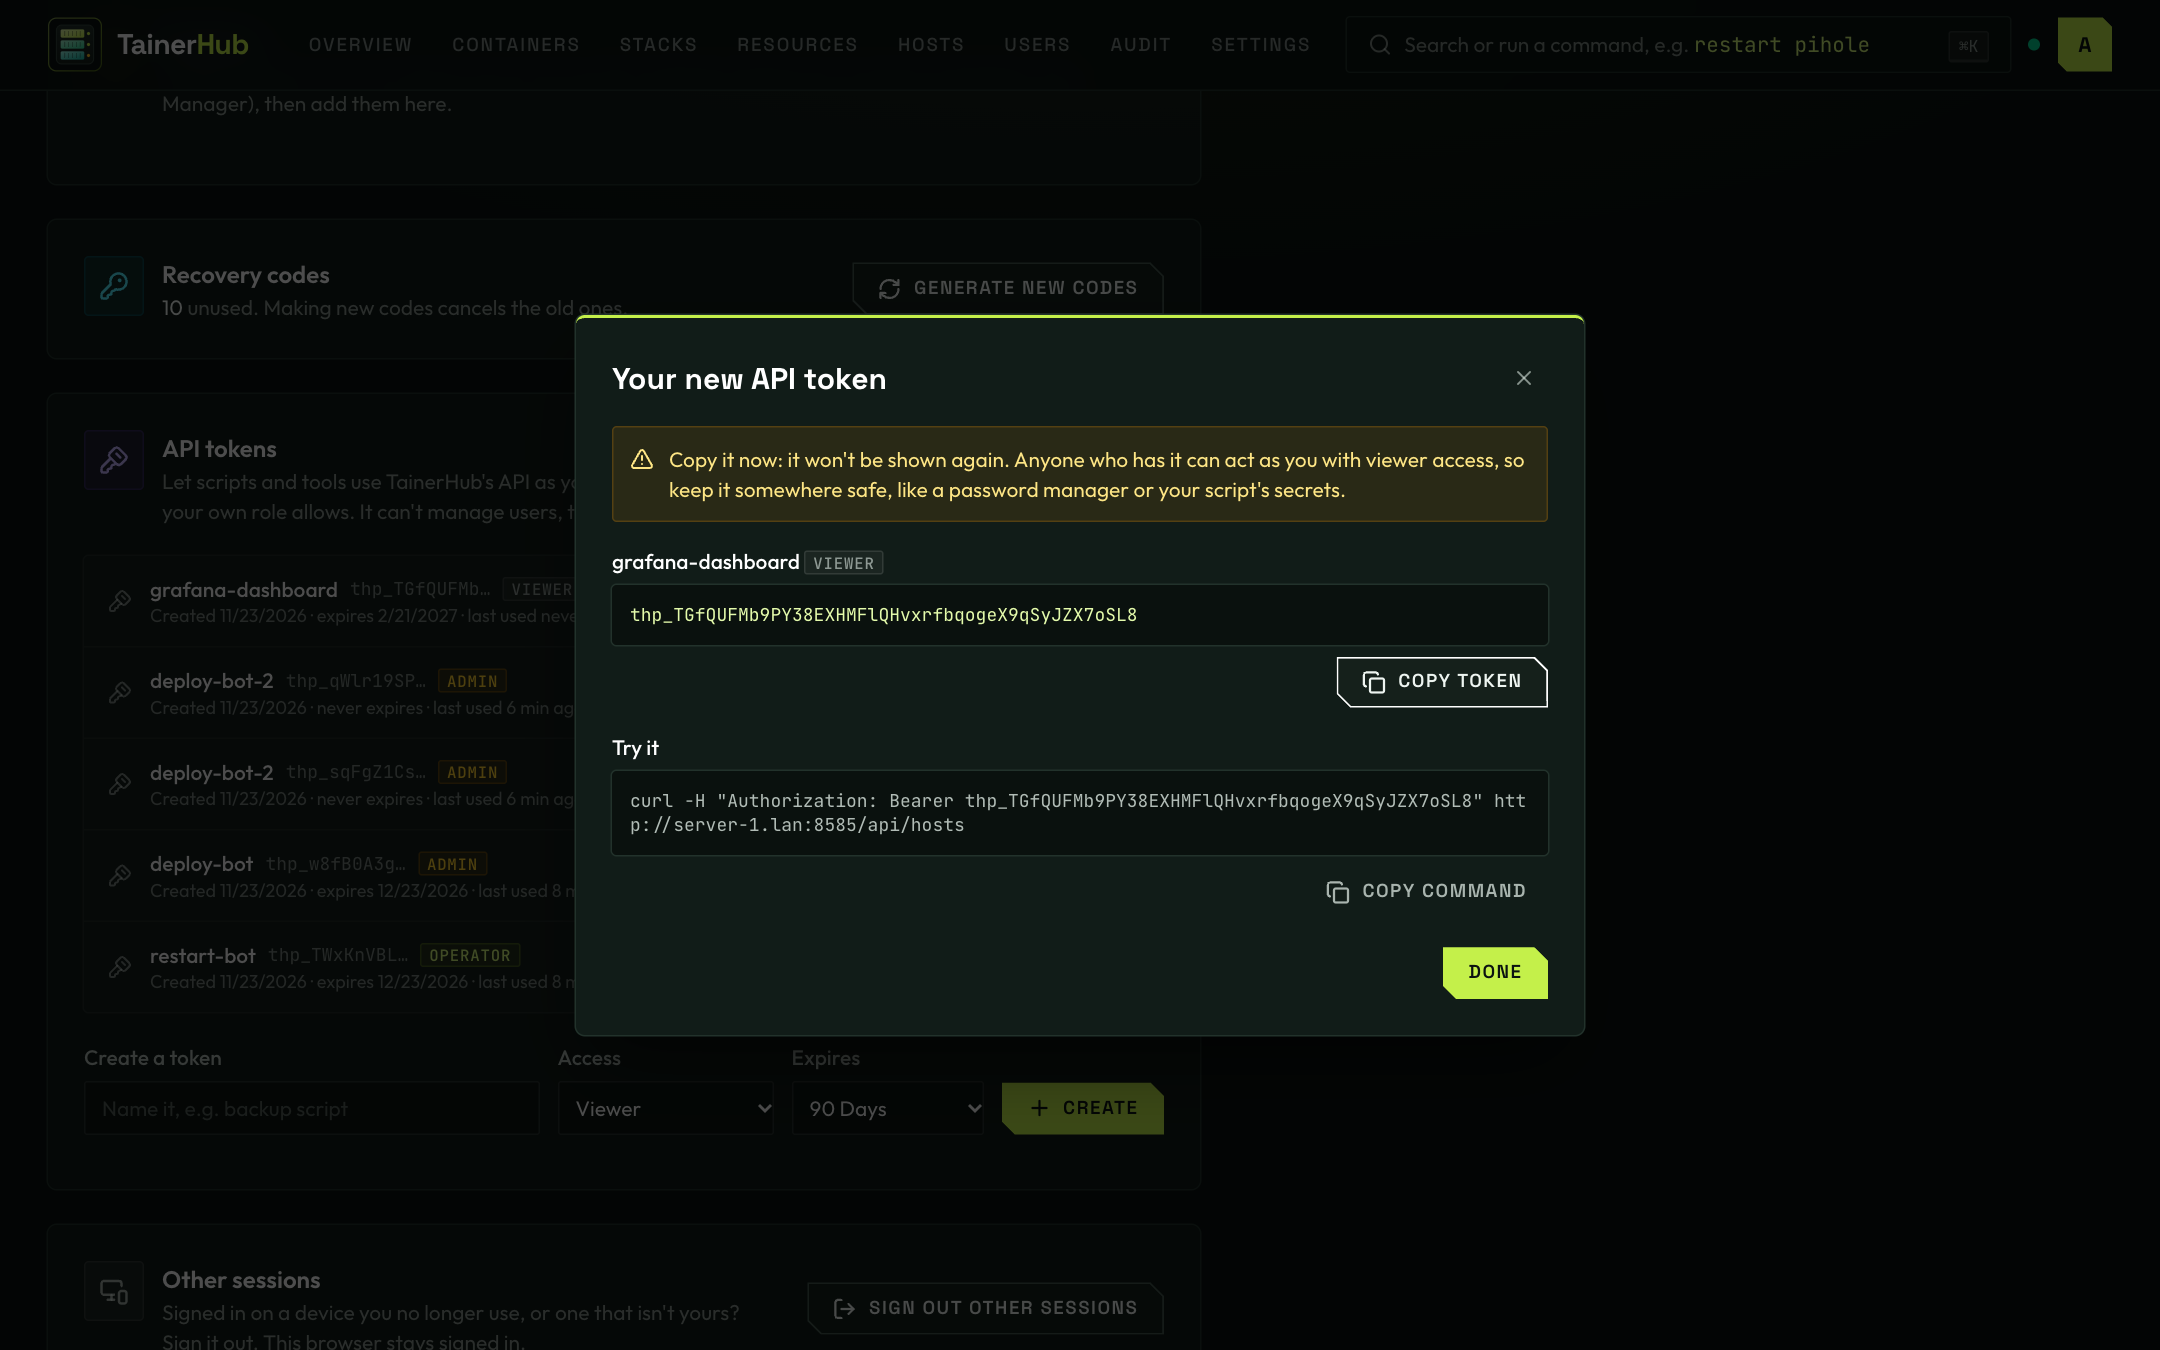 TainerHub OVERVIEW CONTAINERS STACKS RESOURCES HOSTS USERS AUDIT SETTINGS Search or run a command, e.g. restart pihole ⌘K A
Manager), then add them here.
Recovery codes
10 unused. Making new codes cancels the old ones.
GENERATE NEW CODES
API tokens
Let scripts and tools use TainerHub's API as
your own role allows. It can't manage users,
grafana-dashboard thp_TGfQUFMb… VIEWER
Created 11/23/2026 · expires 2/21/2027 · last used
deploy-bot-2 thp_qWlr19SP… ADMIN
Created 11/23/2026 · never expires · last used 6 min
deploy-bot-2 thp_sqFgZ1Cs… ADMIN
Created 11/23/2026 · never expires · last used 6 min
deploy-bot thp_w8fB0A3g… ADMIN
Created 11/23/2026 · expires 12/23/2026 · last used 8
restart-bot thp_TWxKnVBL… OPERATOR
Created 11/23/2026 · expires 12/23/2026 · last used 8
Your new API token
Copy it now: it won't be shown again. Anyone who has it can act as you with viewer access, so
keep it somewhere safe, like a password manager or your script's secrets.
grafana-dashboard VIEWER
thp_TGfQUFMb9PY38EXHMFlQHvxrfbqogeX9qSyJZX7oSL8
COPY TOKEN
Try it
curl -H "Authorization: Bearer thp_TGfQUFMb9PY38EXHMFlQHvxrfbqogeX9qSyJZX7oSL8" htt
p://server-1.lan:8585/api/hosts
COPY COMMAND
DONE
Create a token Access Expires
Name it, e.g. backup script Viewer 90 Days CREATE
Other sessions
Signed in on a device you no longer use, or one that isn't yours?
Sign it out. This browser stays signed in.
SIGN OUT OTHER SESSIONS